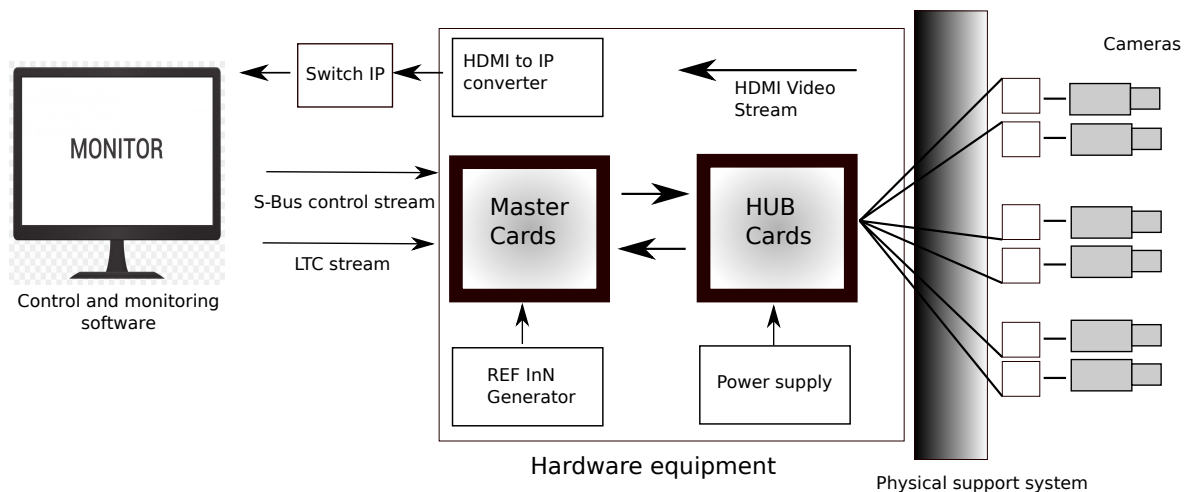 Cameras
Switch IP
HDMI to IP
converter
HDMI Video
Stream
MONITOR
S-Bus control stream
LTC stream
Master
Cards
HUB
Cards
Control and monitoring
software
REF InN
Generator
Power supply
Hardware equipment
Physical support system